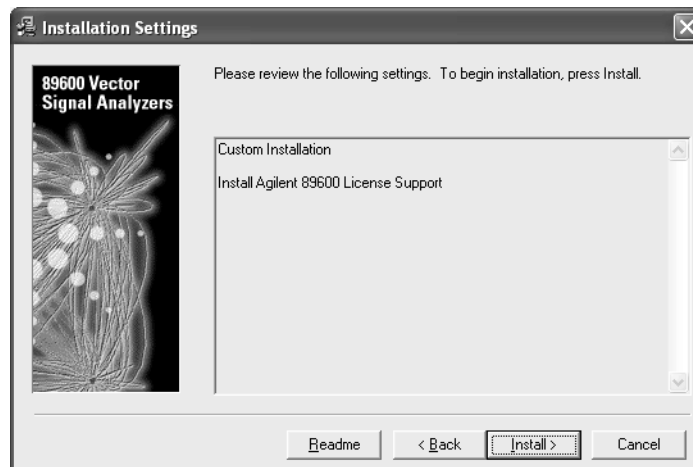 Installation Settings
89600 Vector
Signal Analyzers
Please review the following settings. To begin installation, press Install.
Custom Installation
Install Agilent 89600 License Support
Readme
< Back
Install >
Cancel